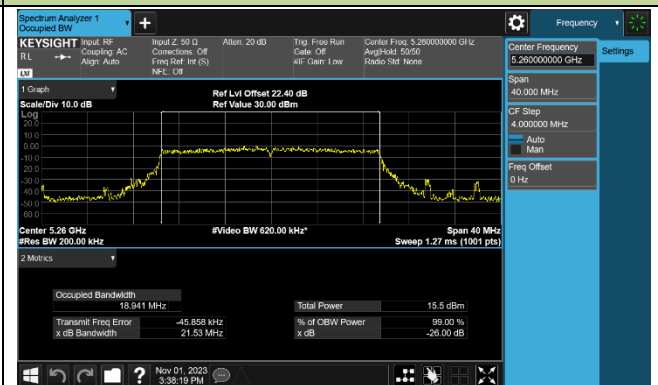 Spectrum Analyzer 1
Occupied BW
Frequency
KEYSIGHT
RL
LXI
Input: RF
Coupling: AC
Align: Auto
Input Z: 50 Ω
Corrections: Off
Freq Ref: Int (S)
NFE: Off
Atten: 20 dB
Trig: Free Run
Gate: Off
#IF Gain: Low
Center Freq: 5.260000000 GHz
Avg|Hold: 50/50
Radio Std: None
Center Frequency
5.260000000 GHz
Settings
Span
40.000 MHz
CF Step
4.000000 MHz
Auto
Man
Freq Offset
0 Hz
1 Graph
Scale/Div 10.0 dB
Ref Lvl Offset 22.40 dB
Ref Value 30.00 dBm
Log
20.0
10.0
0.00
-10.0
-20.0
-30.0
-40.0
-50.0
-60.0
Center 5.26 GHz
#Res BW 200.00 kHz
#Video BW 620.00 kHz*
Span 40 MHz
Sweep 1.27 ms (1001 pts)
2 Metrics
Occupied Bandwidth
18.941 MHz
Total Power 15.5 dBm
Transmit Freq Error -45.858 kHz
% of OBW Power 99.00 %
x dB Bandwidth 21.53 MHz
x dB -26.00 dB
?
Nov 01, 2023
3:38:19 PM